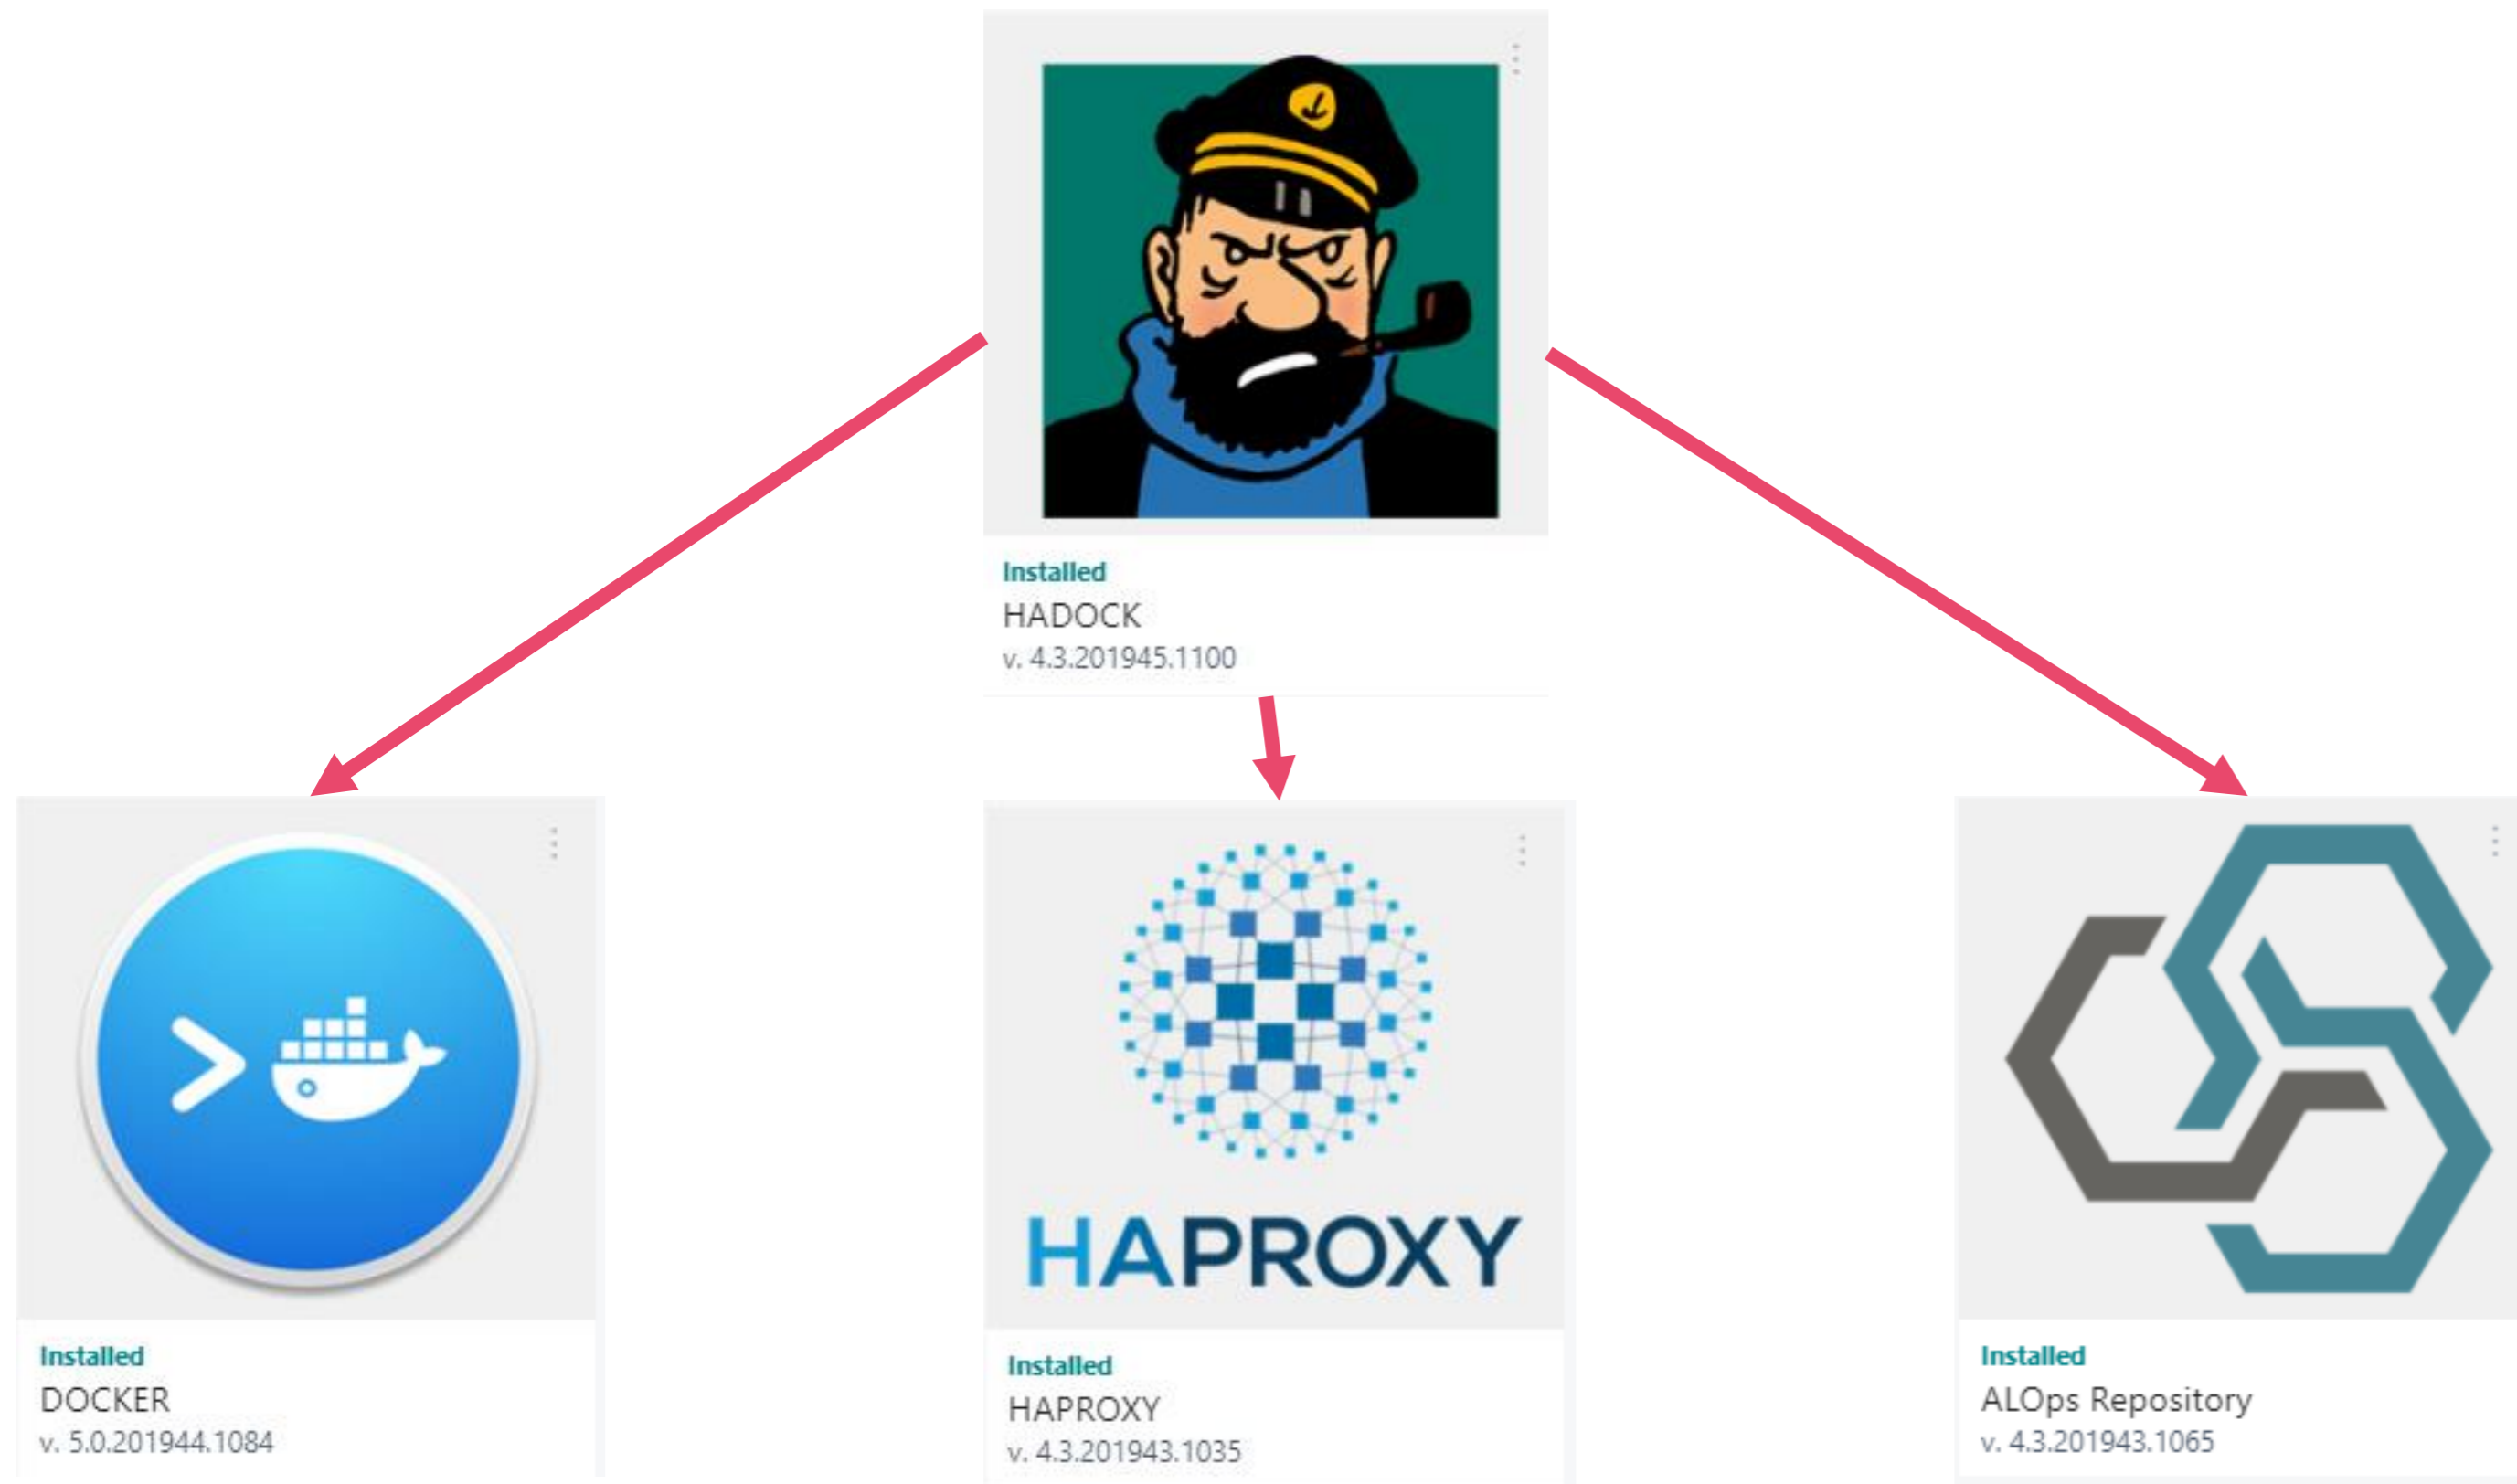 Installed
HADOCK
v. 4.3.201945.1100
HAPROXY
Installed
DOCKER
v. 5.0.201944.1084
Installed
HAPROXY
v. 4.3.201943.1035
Installed
ALOps Repository
v. 4.3.201943.1065